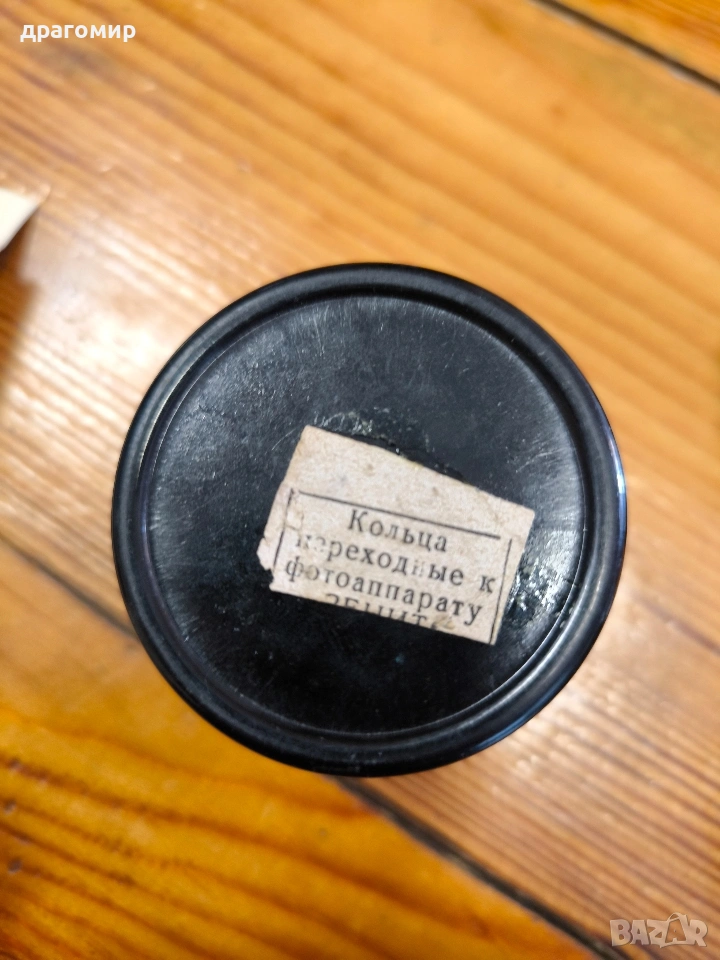 драгомир
Кольца
переходные к
фотоаппарату
BAZAR